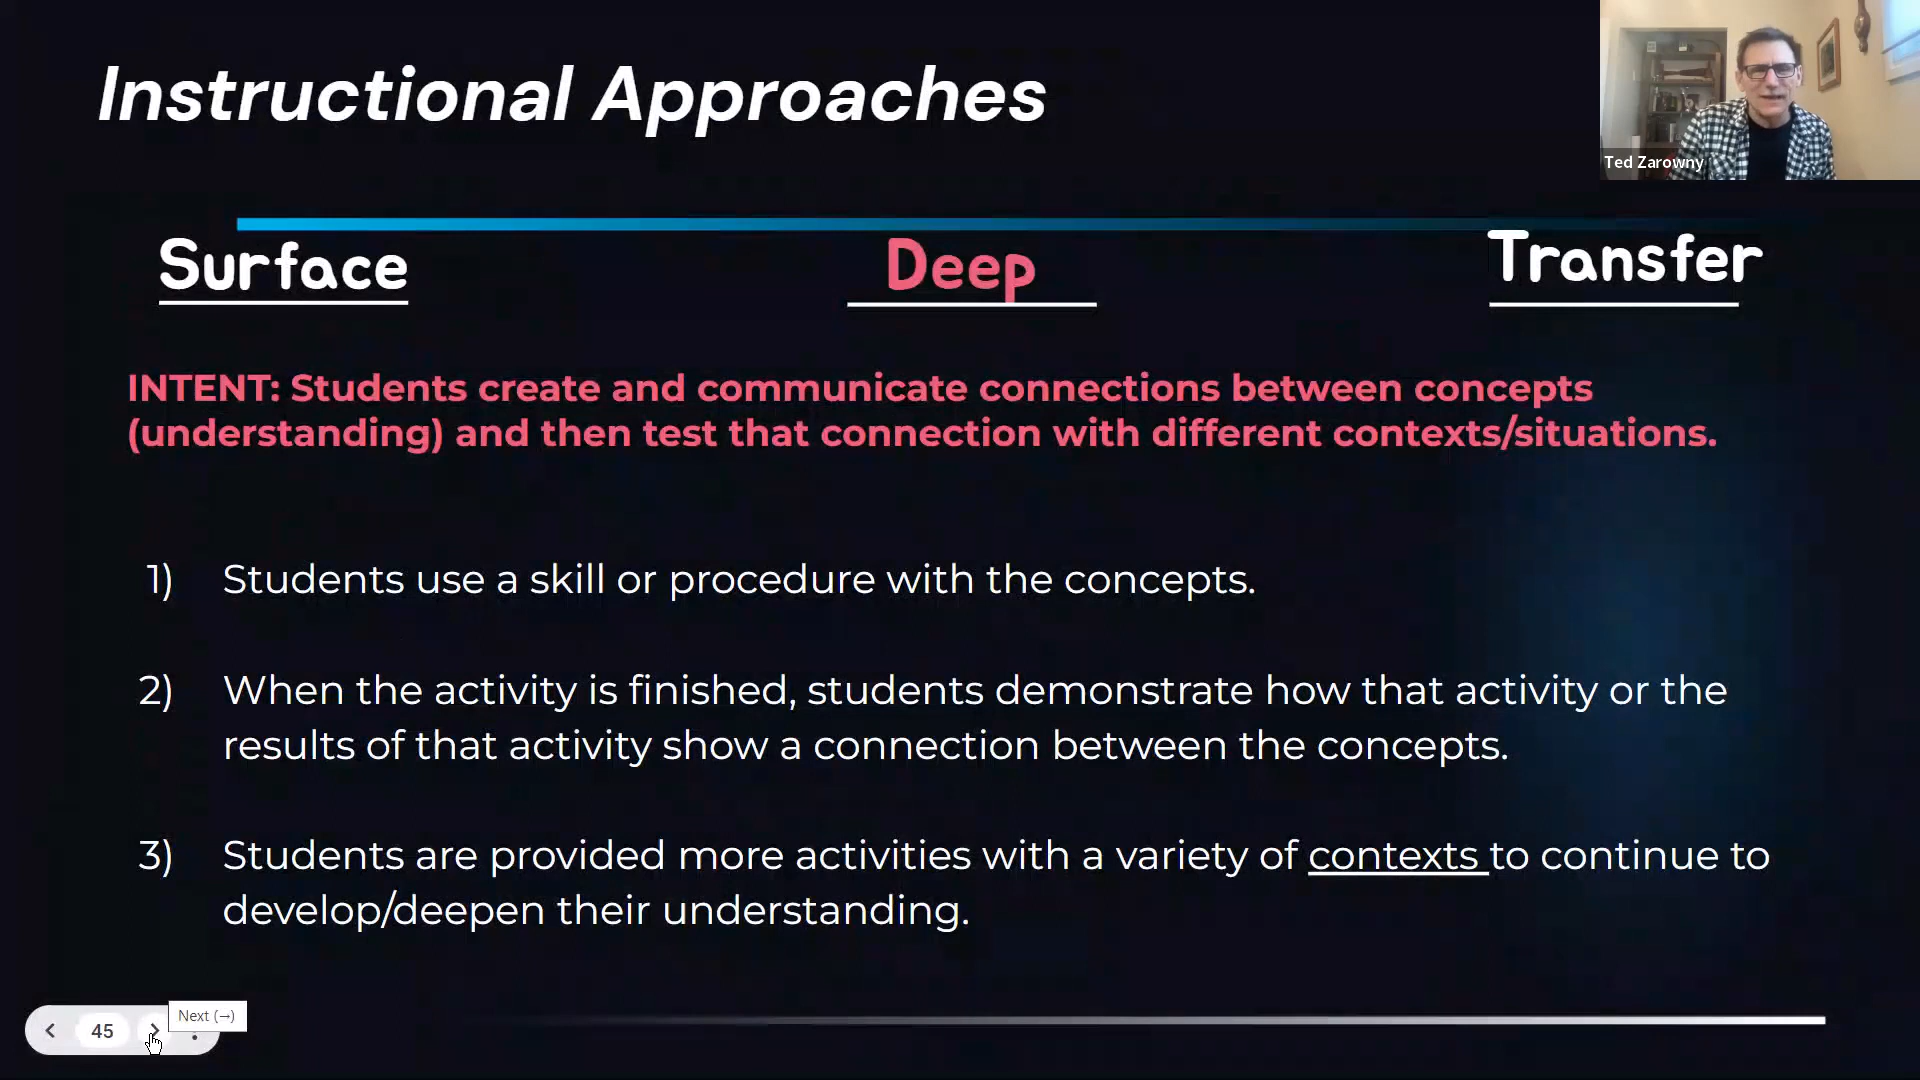 Instructional Approaches
Ted Zarowny
Surface
Deep
Transfer
INTENT: Students create and communicate connections between concepts
(understanding) and then test that connection with different contexts/situations.
1) Students use a skill or procedure with the concepts.
2) When the activity is finished, students demonstrate how that activity or the
results of that activity show a connection between the concepts.
3) Students are provided more activities with a variety of contexts to continue to
develop/deepen their understanding.
Next (→)
45